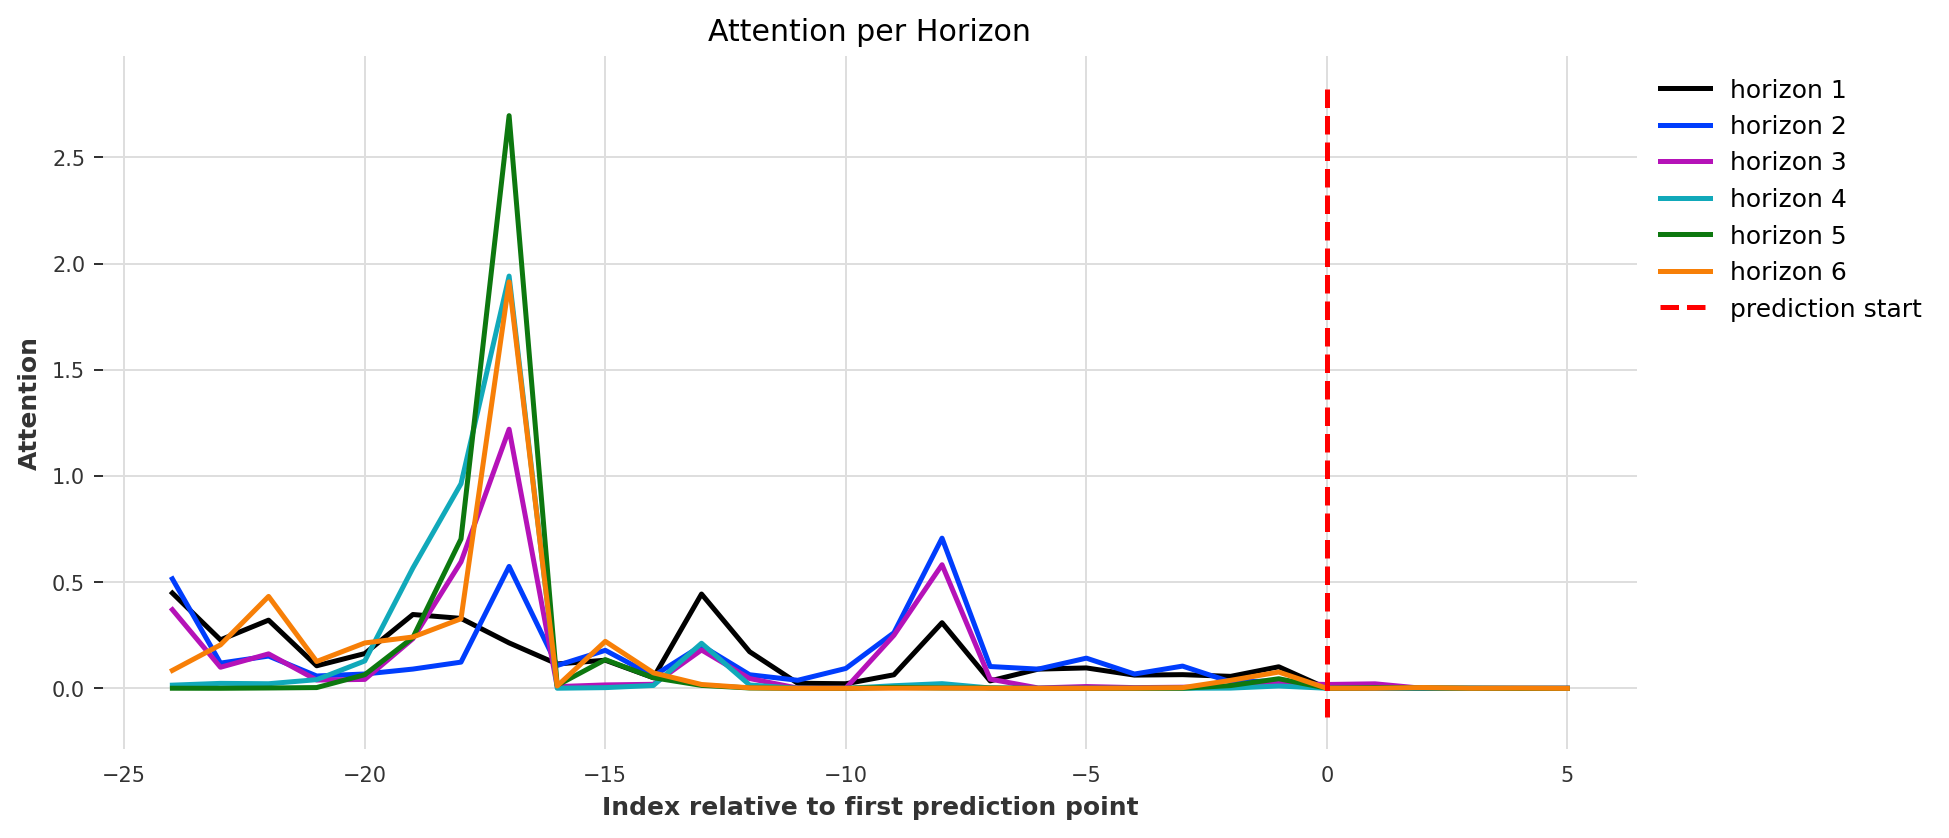 Attention per Horizon
horizon 1
horizon 2
horizon 3
horizon 4
horizon 5
horizon 6
prediction start
Attention
2.5
2.0
1.5
1.0
0.5
0.0
−25
−20
−15
−10
−5
0
5
Index relative to first prediction point